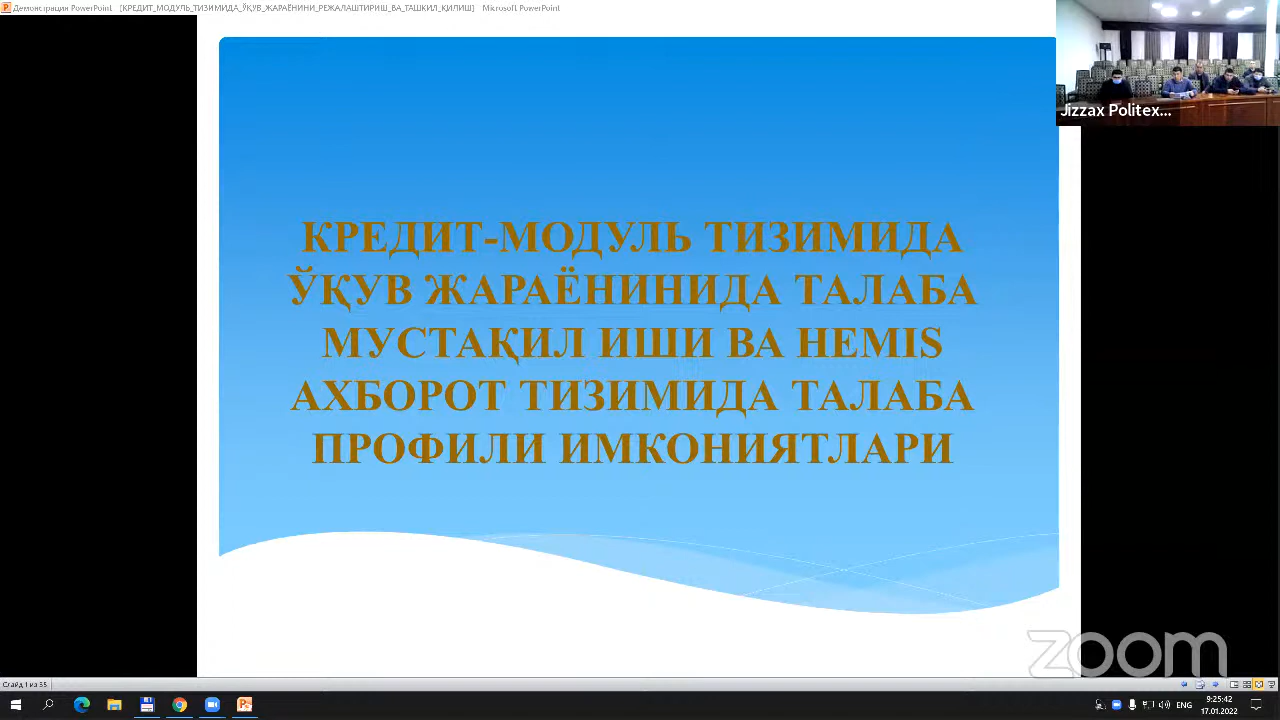 Демонстрация PowerPoint - [КРЕДИТ_МОДУЛЬ_ТИЗИМИДА_ЎҚУВ_ЖАРАЁНИНИ_РЕЖАЛАШТИРИШ_ВА_ТАШКИЛ_ҚИЛИШ] - Microsoft PowerPoint
Jizzax Politex...
КРЕДИТ-МОДУЛЬ ТИЗИМИДА
ЎҚУВ ЖАРАЁНИНИДА ТАЛАБА
МУСТАҚИЛ ИШИ ВА HEMIS
АХБОРОТ ТИЗИМИДА ТАЛАБА
ПРОФИЛИ ИМКОНИЯТЛАРИ
zoom
Слайд 1 из 55
ENG
9:25:42
17.01.2022